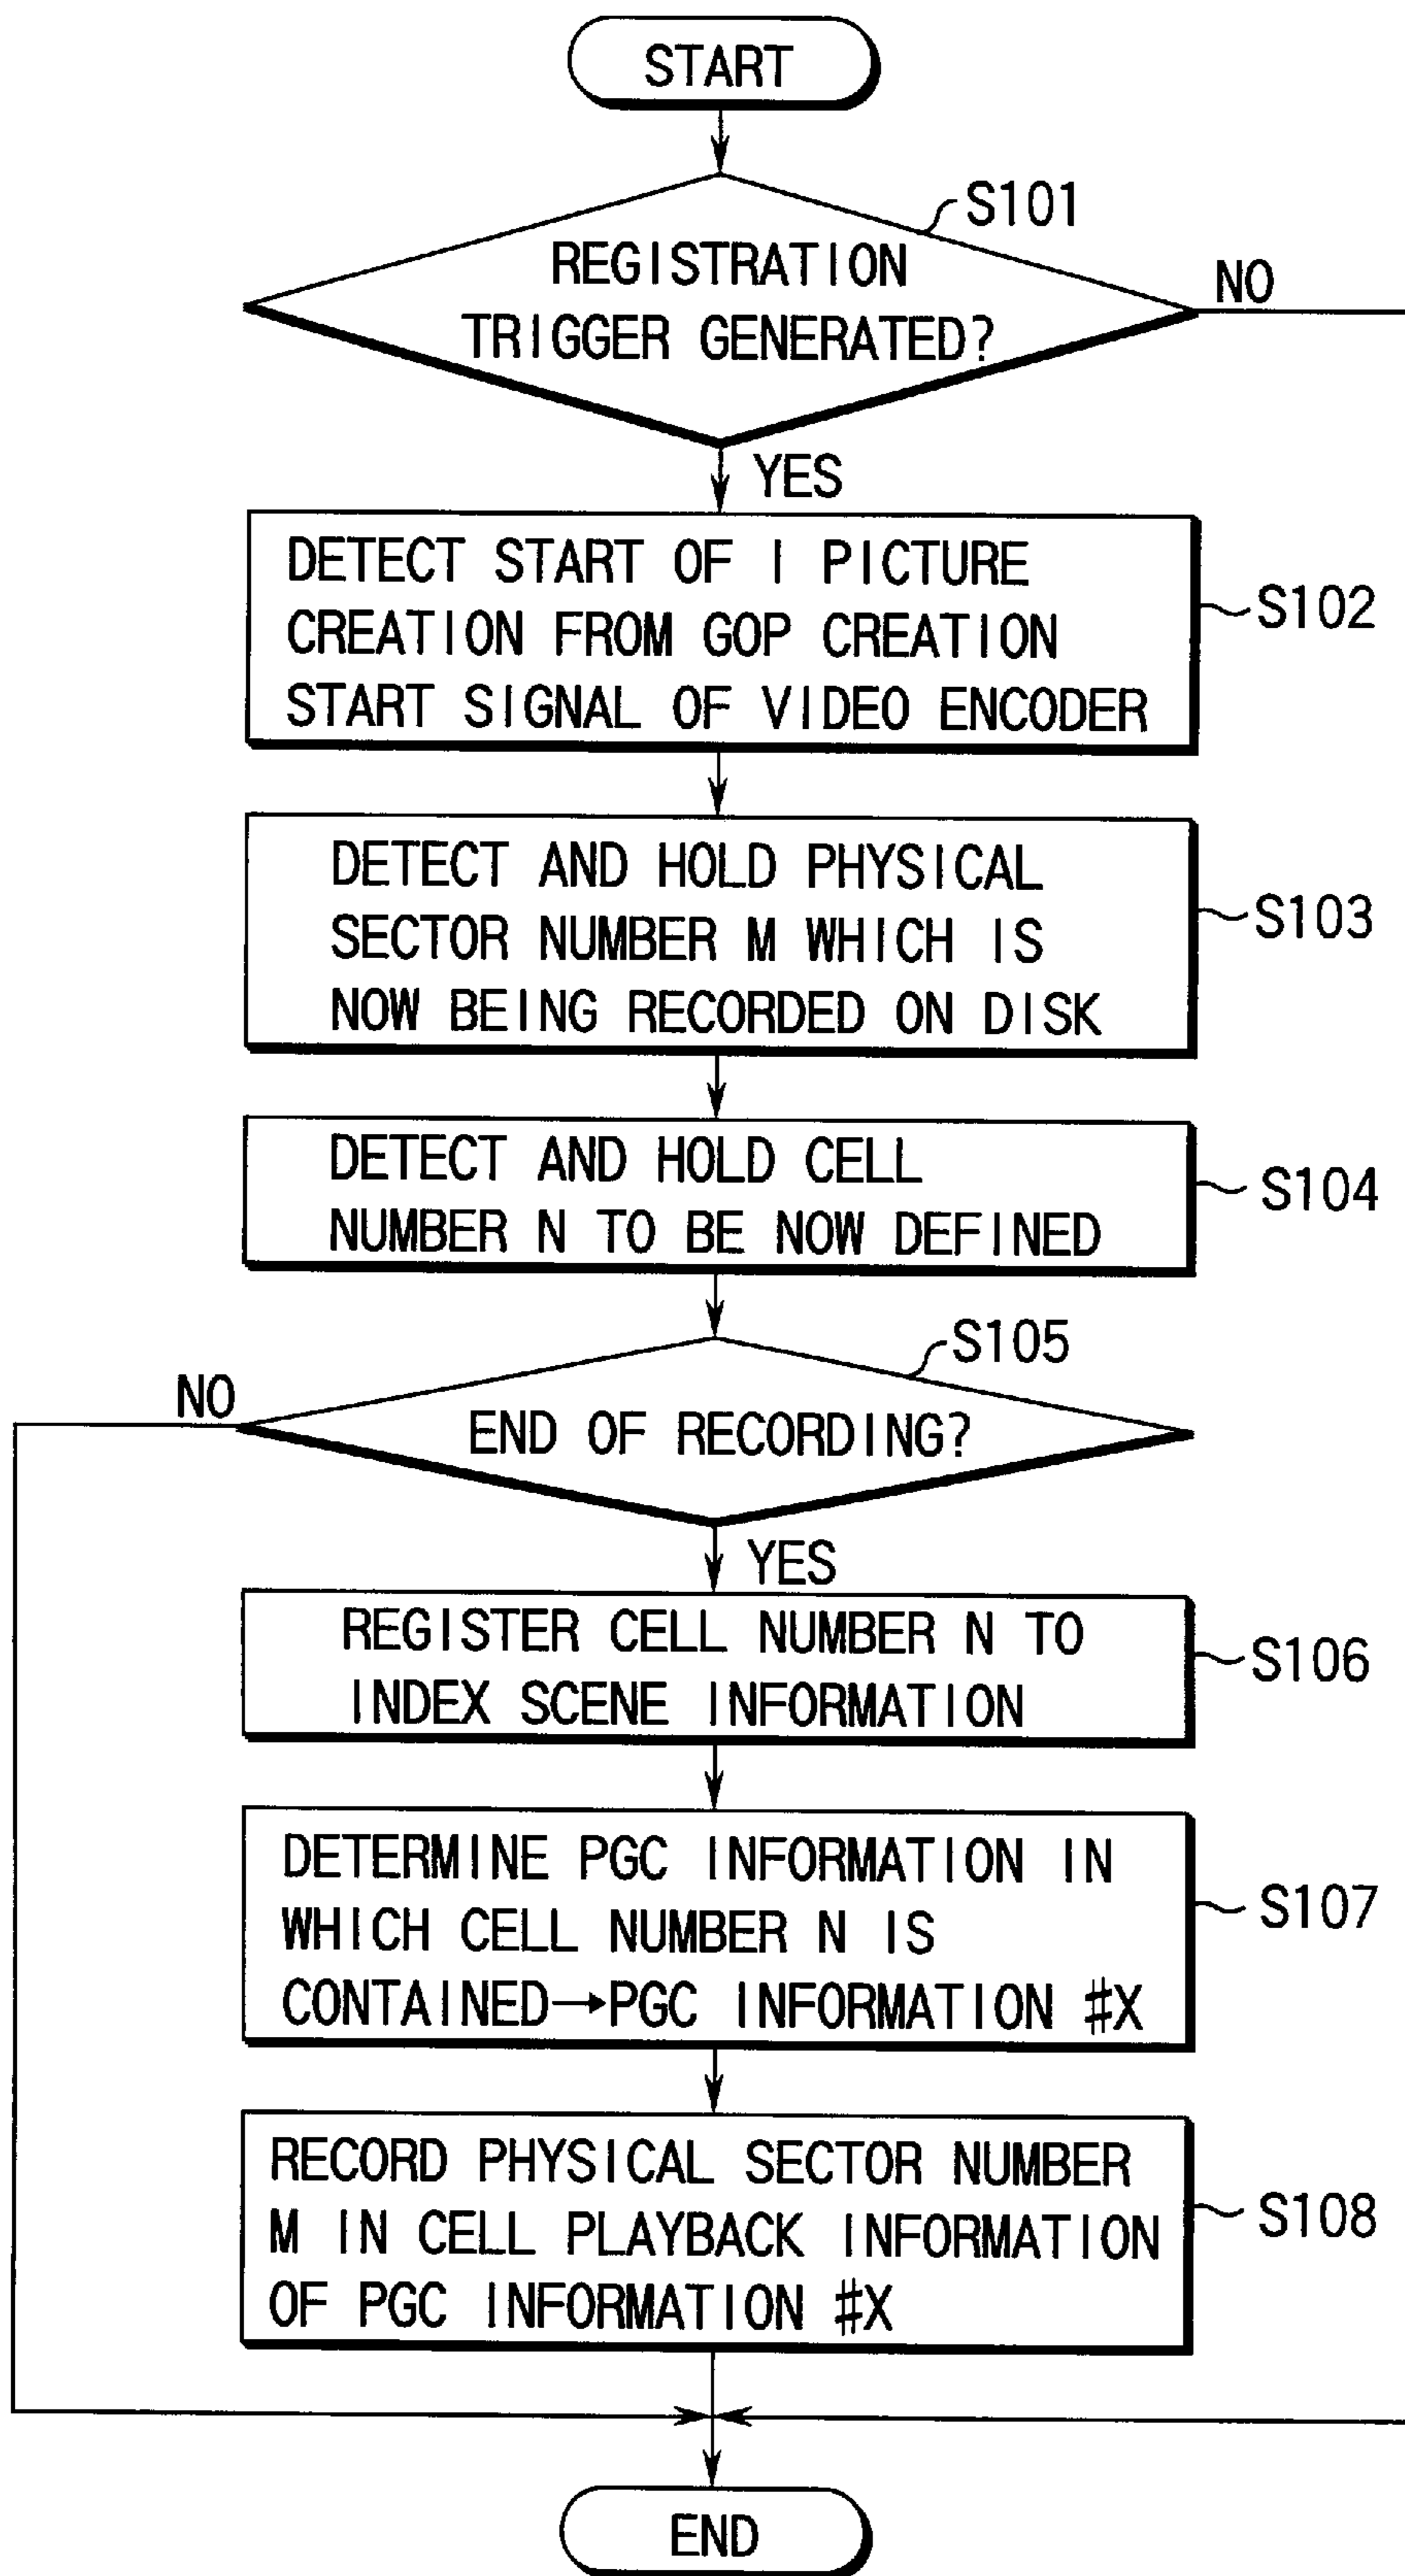 START
S101
REGISTRATION
TRIGGER GENERATED?
NO
YES
DETECT START OF I PICTURE
CREATION FROM GOP CREATION
START SIGNAL OF VIDEO ENCODER
S102
DETECT AND HOLD PHYSICAL
SECTOR NUMBER M WHICH IS
NOW BEING RECORDED ON DISK
S103
DETECT AND HOLD CELL
NUMBER N TO BE NOW DEFINED
S104
S105
NO
END OF RECORDING?
YES
REGISTER CELL NUMBER N TO
INDEX SCENE INFORMATION
S106
DETERMINE PGC INFORMATION IN
WHICH CELL NUMBER N IS
CONTAINED→PGC INFORMATION #X
S107
RECORD PHYSICAL SECTOR NUMBER
M IN CELL PLAYBACK INFORMATION
OF PGC INFORMATION #X
S108
END